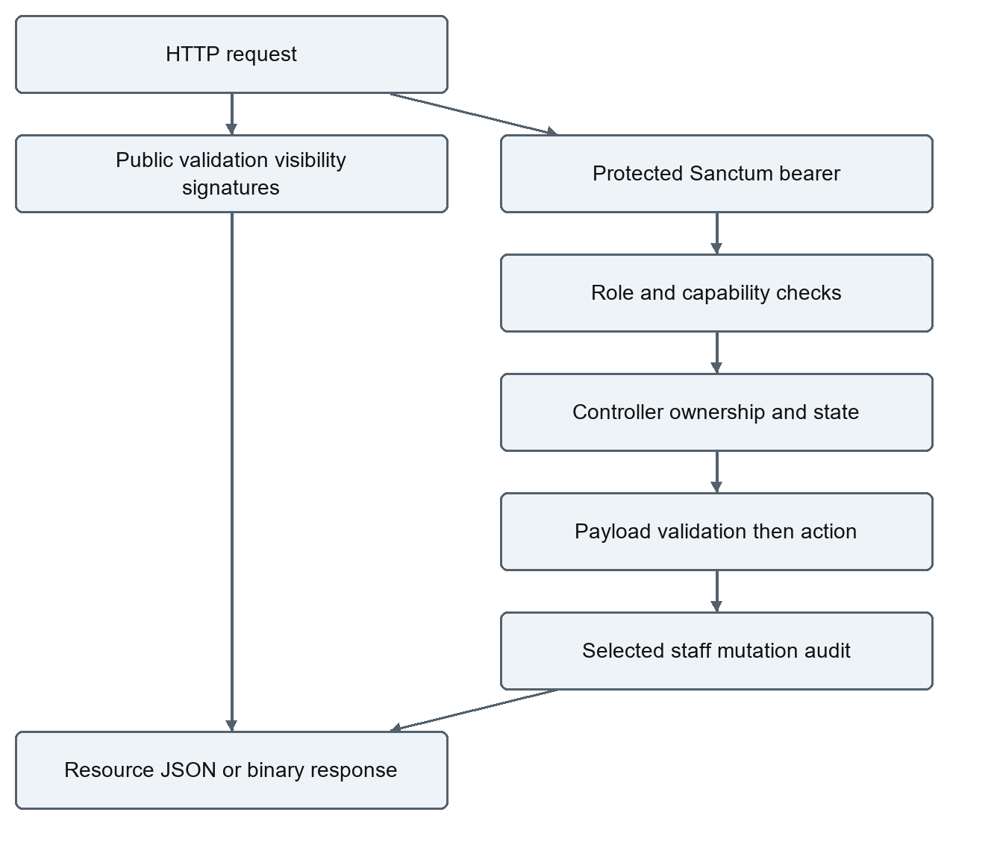 HTTP request
Public validation visibility
signatures
Protected Sanctum bearer
Role and capability checks
Controller ownership and state
Payload validation then action
Selected staff mutation audit
Resource JSON or binary response